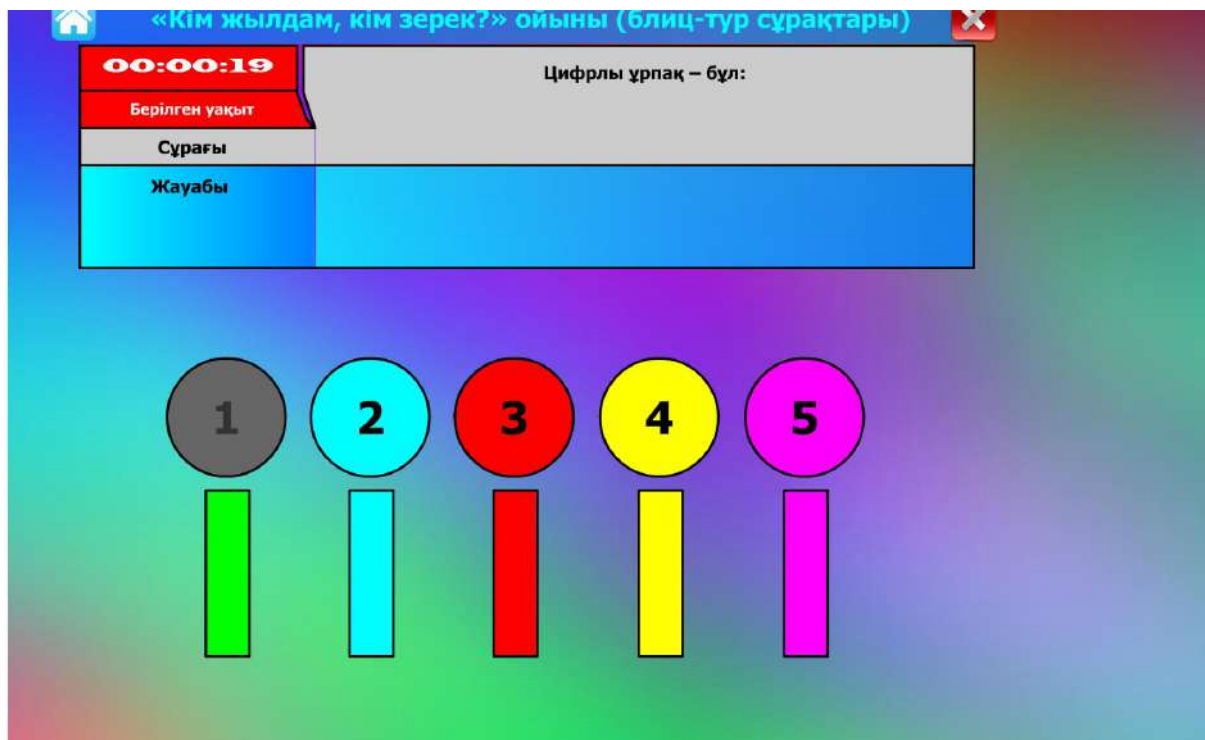 «Кім жылдам, кім зерек?» ойыны (блиц-тур сұрақтары)
00:00:19
Берілген уақыт
Цифрлы ұрпақ – бұл:
Сұрағы
Жауабы
1 2 3 4 5